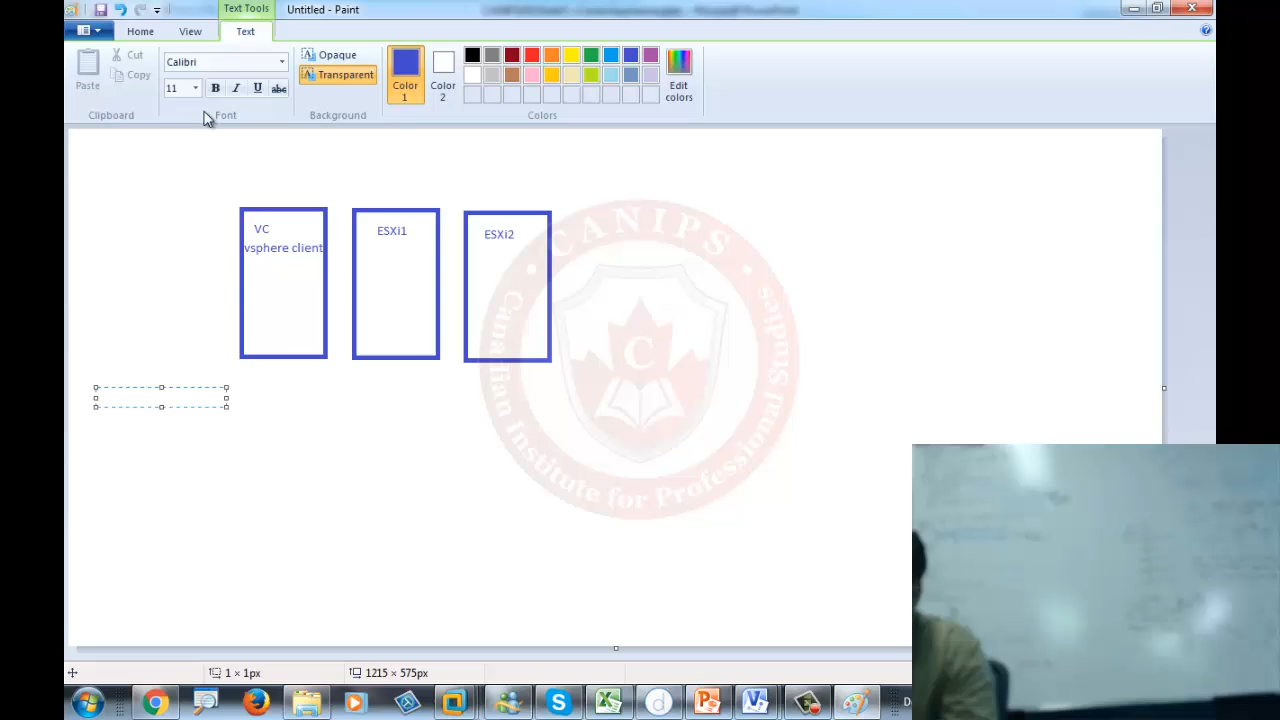 Text Tools
Untitled - Paint
Home
View
Text
Paste
Cut
Copy
Clipboard
Calibri
11
B I U abc
Font
Opaque
Transparent
Background
Color 1
Color 2
Edit colors
Colors
VC
vsphere client
ESXi1
ESXi2
CANIPS
Canadian Institute for Professional Studies
C
1 × 1px
1215 × 575px